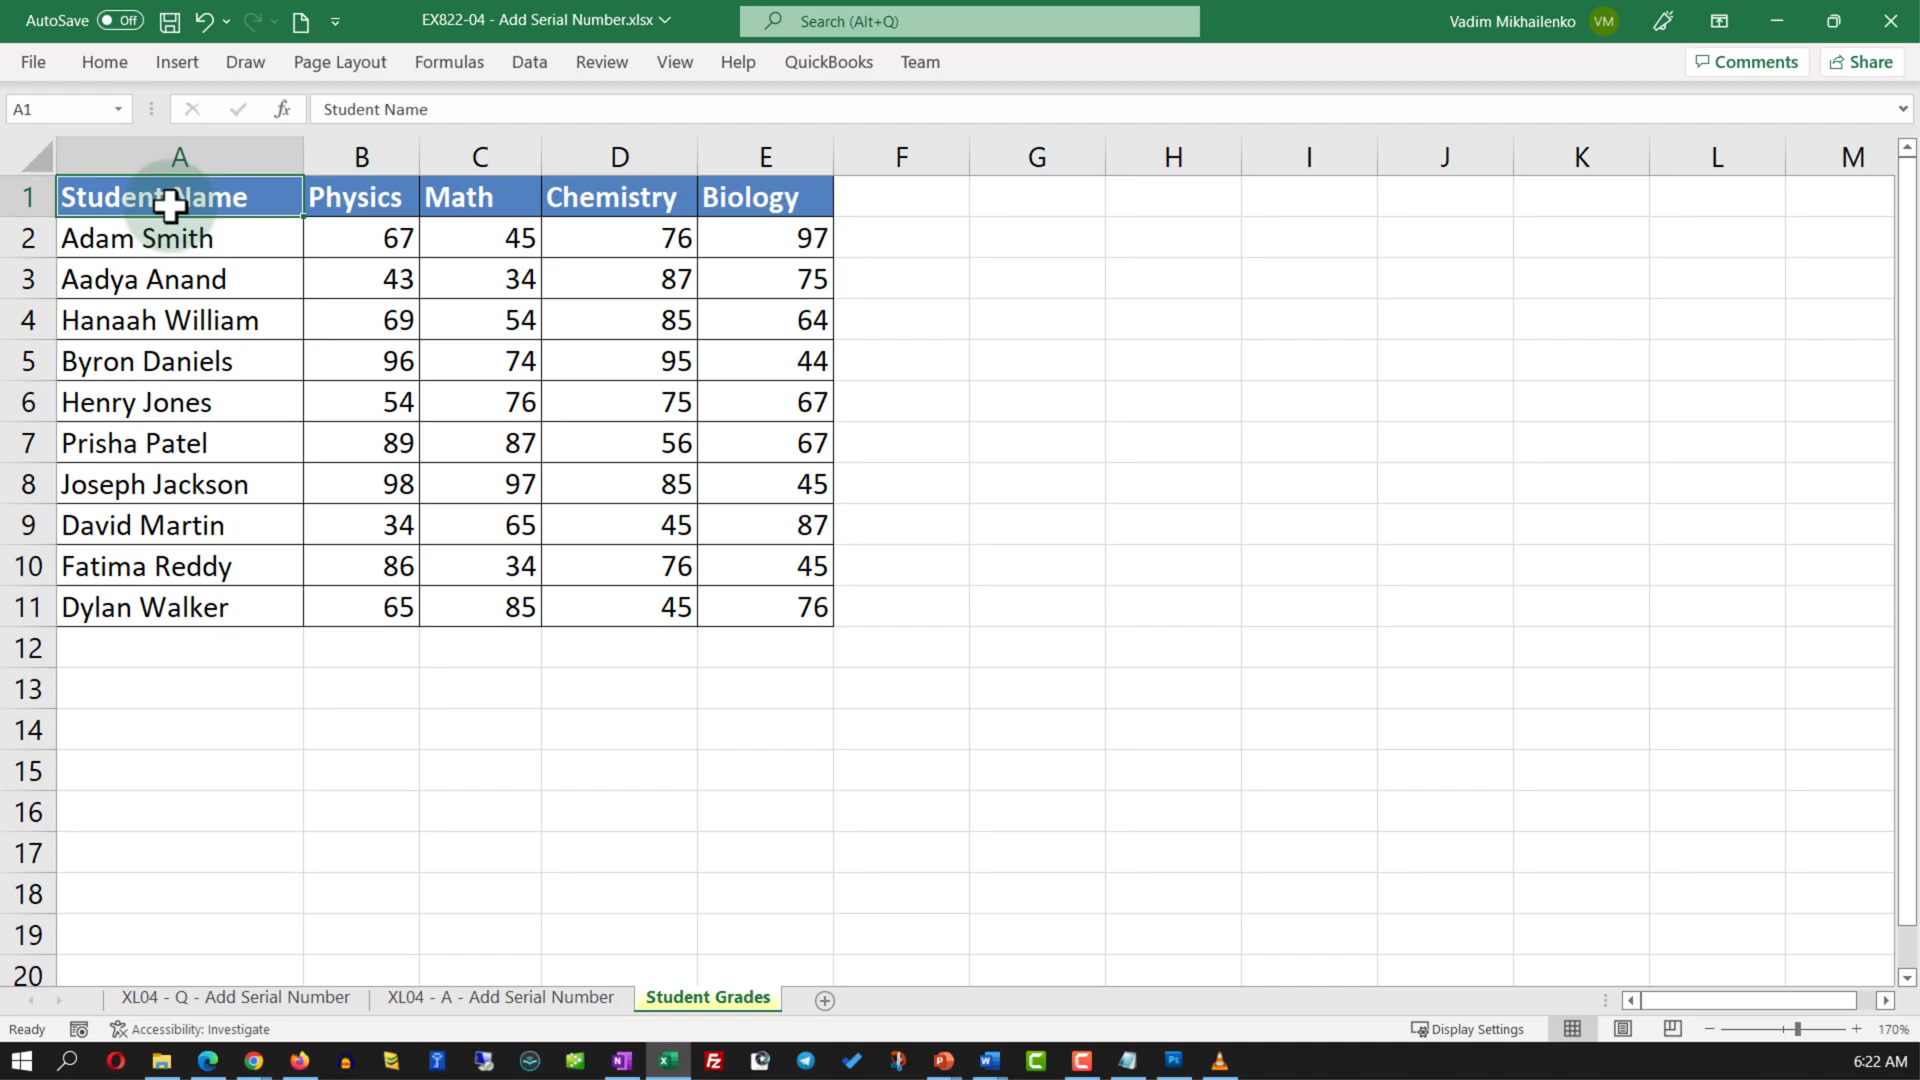 AutoSave Off EX822-04 - Add Serial Number.xlsx Search (Alt+Q) Vadim Mikhailenko VM
File Home Insert Draw Page Layout Formulas Data Review View Help QuickBooks Team Comments Share
A1 fx Student Name
A B C D E F G H I J K L M
1 Student Name Physics Math Chemistry Biology
2 Adam Smith 67 45 76 97
3 Aadya Anand 43 34 87 75
4 Hanaah William 69 54 85 64
5 Byron Daniels 96 74 95 44
6 Henry Jones 54 76 75 67
7 Prisha Patel 89 87 56 67
8 Joseph Jackson 98 97 85 45
9 David Martin 34 65 45 87
10 Fatima Reddy 86 34 76 45
11 Dylan Walker 65 85 45 76
12
13
14
15
16
17
18
19
20
XL04 - Q - Add Serial Number XL04 - A - Add Serial Number Student Grades
Ready Accessibility: Investigate Display Settings 170%
6:22 AM